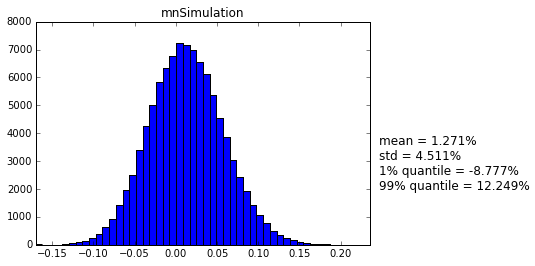 mnSimulation
8000
7000
6000
5000
4000
3000
2000
1000
0
−0.15 −0.10 −0.05 0.00 0.05 0.10 0.15 0.20
mean = 1.271%
std = 4.511%
1% quantile = -8.777%
99% quantile = 12.249%